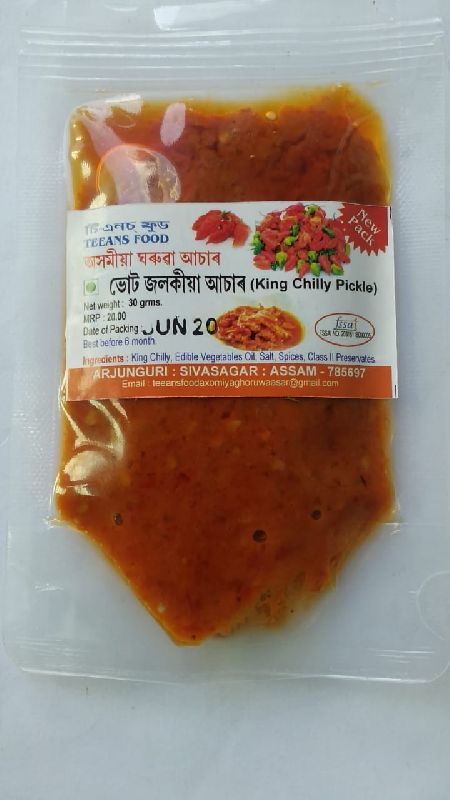 টি এনচ ফুড
TEEANS FOOD
New Pack
অসমীয়া ঘৰুৱা আচাৰ
ভোট জলকীয়া আচাৰ (King Chilly Pickle)
Net weight : 30 grms.
MRP : 20.00
Date of Packing JUN 20
Best before 6 month.
fssai
Ingredients : King Chilly, Edible Vegetables Oil, Salt, Spices, Class II Preservates.
ARJUNGURI : SIVASAGAR : ASSAM - 785697
Email : teeansfoodaxomiyaghoruwaasar@gmail.com